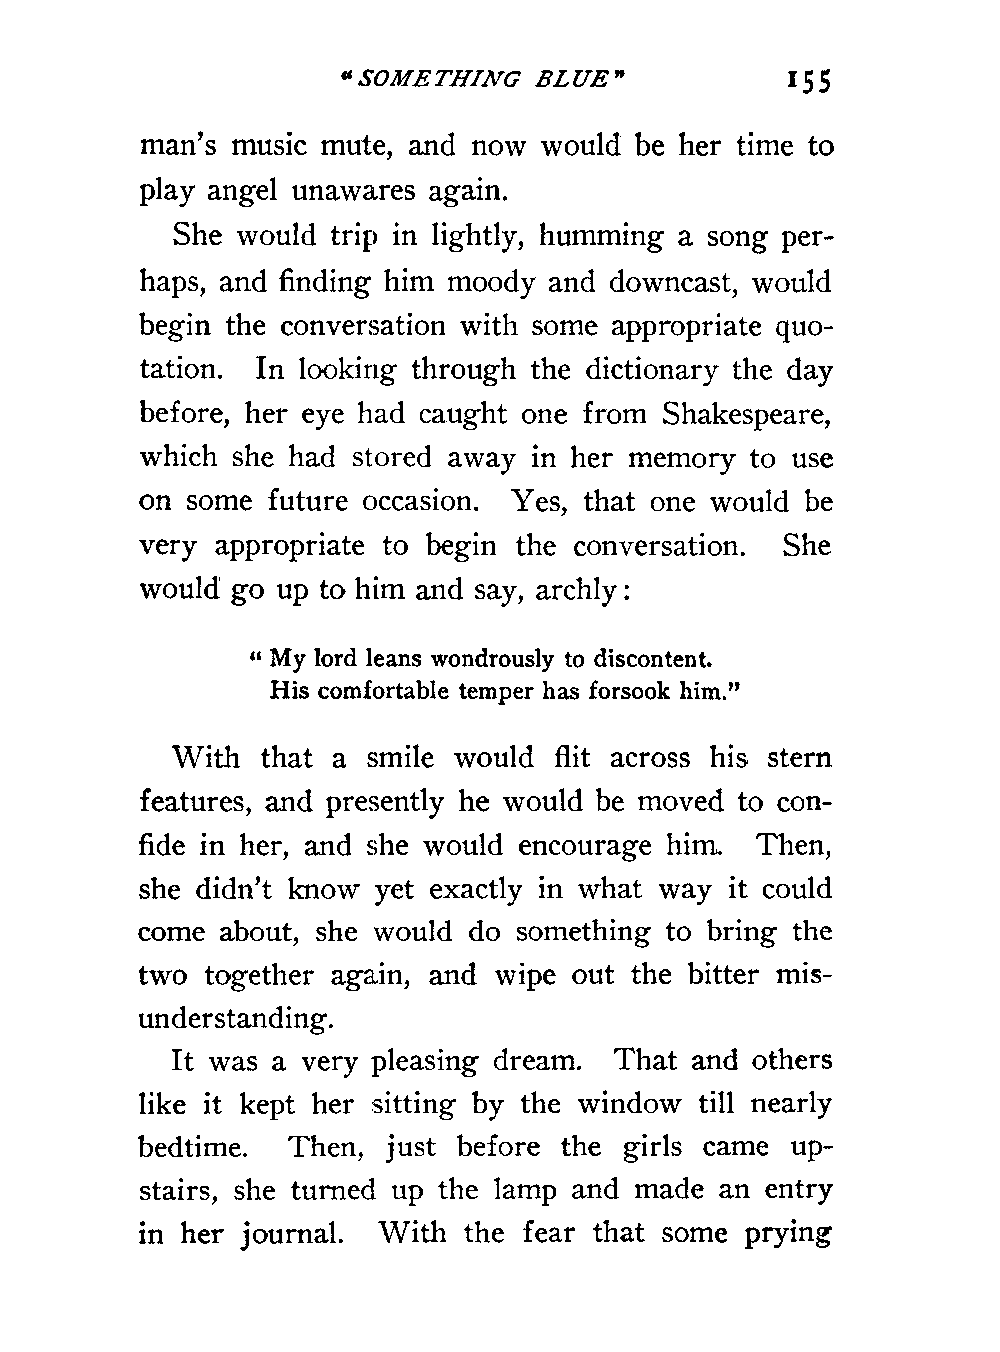 "SOMETHING BLUE" 155
man's music mute, and now would be her time to
play angel unawares again.
She would trip in lightly, humming a song per-
haps, and finding him moody and downcast, would
begin the conversation with some appropriate quo-
tation. In looking through the dictionary the day
before, her eye had caught one from Shakespeare,
which she had stored away in her memory to use
on some future occasion. Yes, that one would be
very appropriate to begin the conversation. She
would go up to him and say, archly:
"My lord leans wondrously to discontent.
His comfortable temper has forsook him."
With that a smile would flit across his stern
features, and presently he would be moved to con-
fide in her, and she would encourage him. Then,
she didn't know yet exactly in what way it could
come about, she would do something to bring the
two together again, and wipe out the bitter mis-
understanding.
It was a very pleasing dream. That and others
like it kept her sitting by the window till nearly
bedtime. Then, just before the girls came up-
stairs, she turned up the lamp and made an entry
in her journal. With the fear that some prying